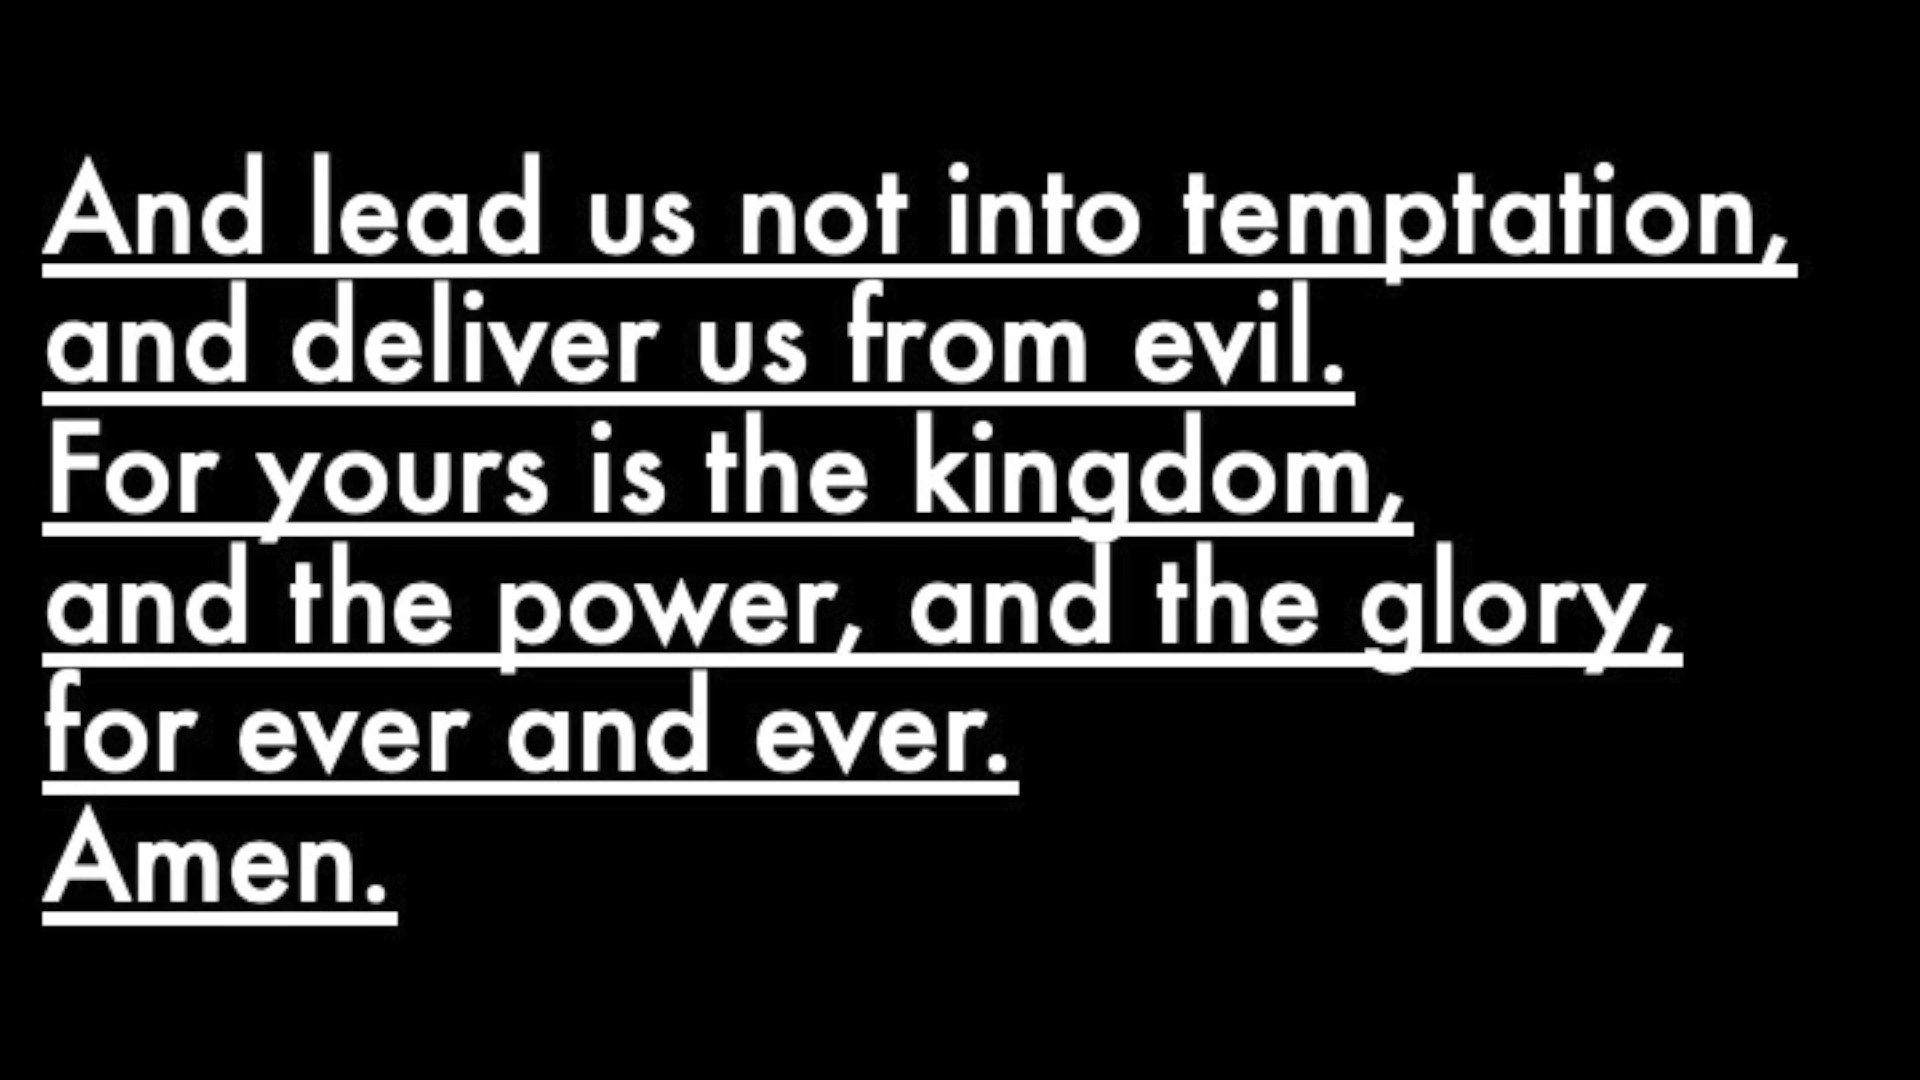 And lead us not into temptation,
and deliver us from evil.
For yours is the kingdom,
and the power, and the glory,
for ever and ever.
Amen.